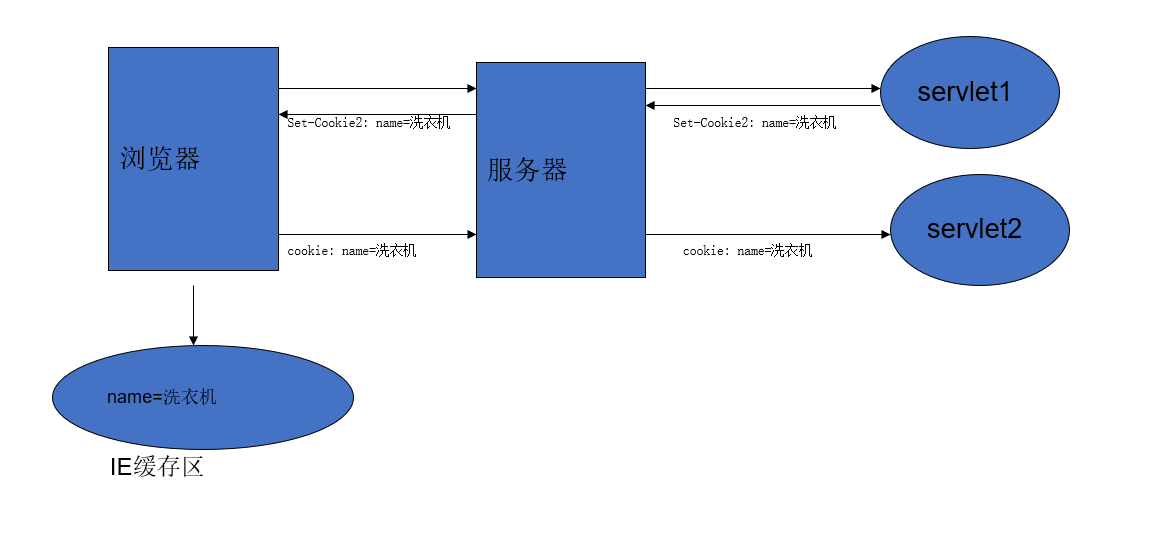 servlet1
Set-Cookie2: name=洗衣机
Set-Cookie2: name=洗衣机
浏览器
服务器
servlet2
cookie: name=洗衣机
cookie: name=洗衣机
name=洗衣机
IE缓存区